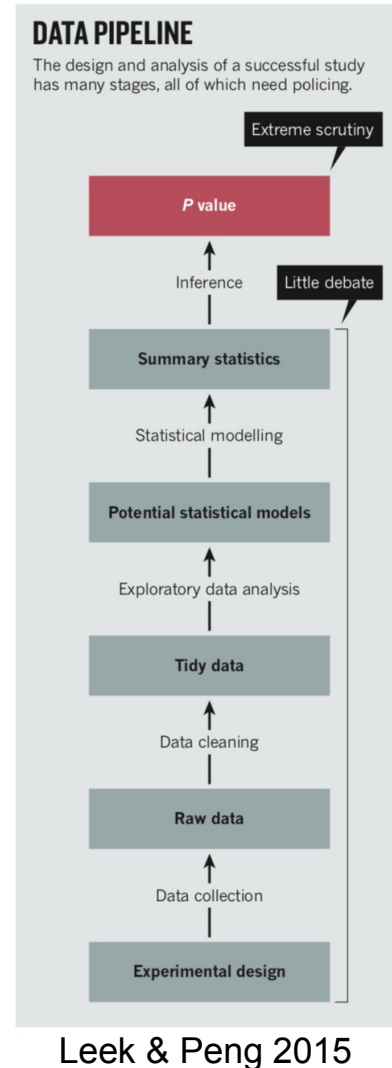 DATA PIPELINE
The design and analysis of a successful study
has many stages, all of which need policing.
Extreme scrutiny
P value
Inference
Little debate
Summary statistics
Statistical modelling
Potential statistical models
Exploratory data analysis
Tidy data
Data cleaning
Raw data
Data collection
Experimental design
Leek & Peng 2015